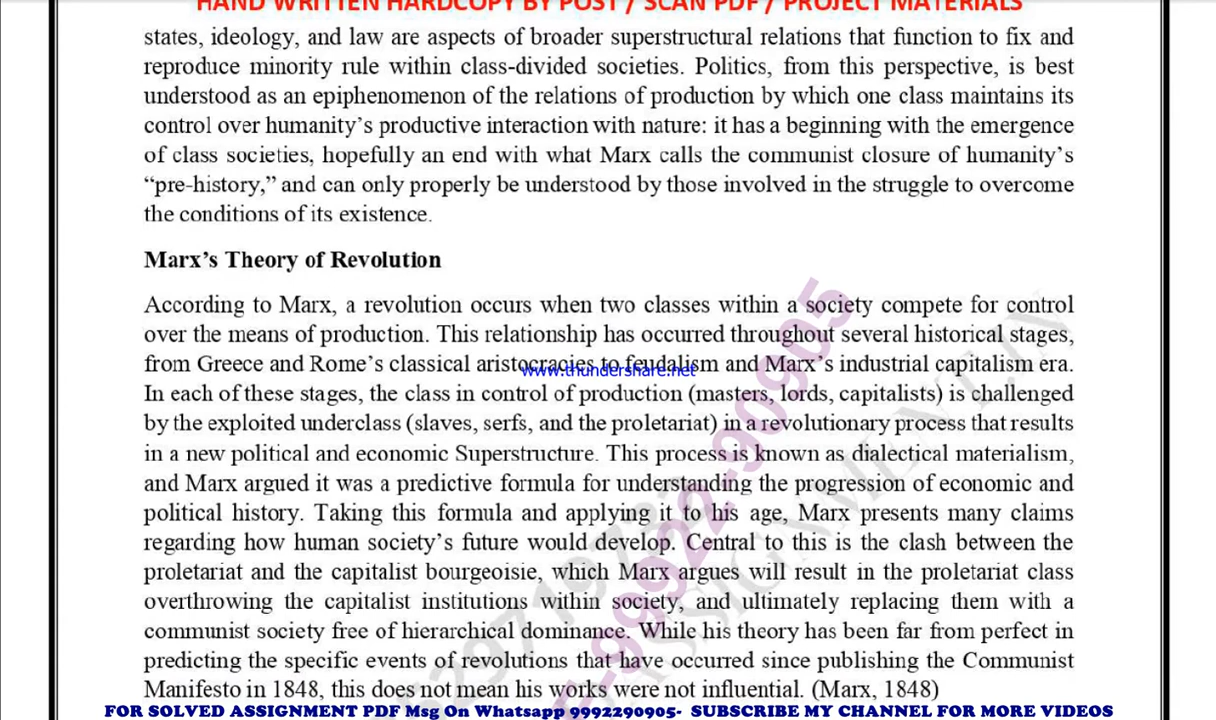 HAND WRITTEN HARDCOPY BY POST / SCAN PDF / PROJECT MATERIALS
states, ideology, and law are aspects of broader superstructural relations that function to fix and
reproduce minority rule within class-divided societies. Politics, from this perspective, is best
understood as an epiphenomenon of the relations of production by which one class maintains its
control over humanity’s productive interaction with nature: it has a beginning with the emergence
of class societies, hopefully an end with what Marx calls the communist closure of humanity’s
“pre-history,” and can only properly be understood by those involved in the struggle to overcome
the conditions of its existence.
Marx’s Theory of Revolution
According to Marx, a revolution occurs when two classes within a society compete for control
over the means of production. This relationship has occurred throughout several historical stages,
from Greece and Rome’s classical aristocracies to feudalism and Marx’s industrial capitalism era.
www.thundershare.net
In each of these stages, the class in control of production (masters, lords, capitalists) is challenged
by the exploited underclass (slaves, serfs, and the proletariat) in a revolutionary process that results
in a new political and economic Superstructure. This process is known as dialectical materialism,
and Marx argued it was a predictive formula for understanding the progression of economic and
political history. Taking this formula and applying it to his age, Marx presents many claims
regarding how human society’s future would develop. Central to this is the clash between the
proletariat and the capitalist bourgeoisie, which Marx argues will result in the proletariat class
overthrowing the capitalist institutions within society, and ultimately replacing them with a
communist society free of hierarchical dominance. While his theory has been far from perfect in
predicting the specific events of revolutions that have occurred since publishing the Communist
Manifesto in 1848, this does not mean his works were not influential. (Marx, 1848)
FOR SOLVED ASSIGNMENT PDF Msg On Whatsapp 9992290905- SUBSCRIBE MY CHANNEL FOR MORE VIDEOS